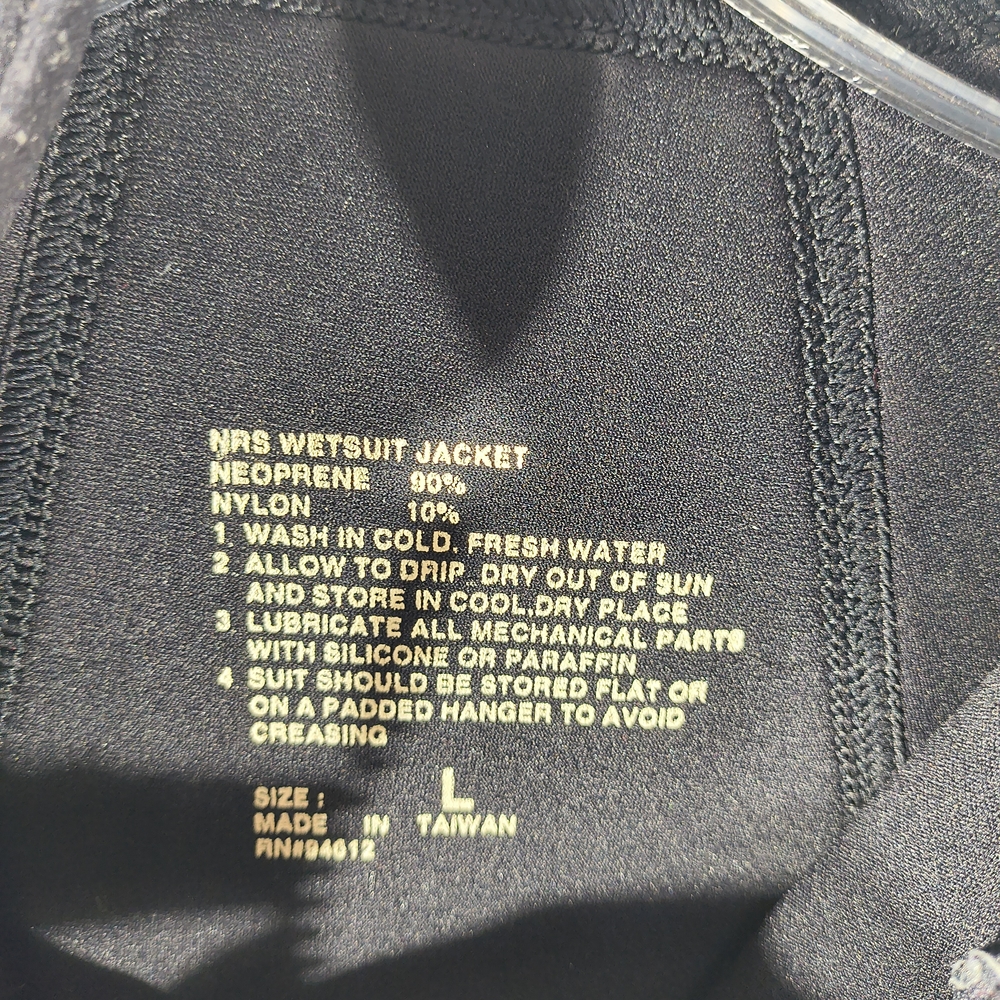 NRS WETSUIT JACKET
NEOPRENE 90%
NYLON 10%
1 WASH IN COLD. FRESH WATER
2 ALLOW TO DRIP DRY OUT OF SUN
AND STORE IN COOL.DRY PLACE
3 LUBRICATE ALL MECHANICAL PARTS
WITH SILICONE OR PARAFFIN
4 SUIT SHOULD BE STORED FLAT OR
ON A PADDED HANGER TO AVOID
CREASING
SIZE : L
MADE IN TAIWAN
RN#94612